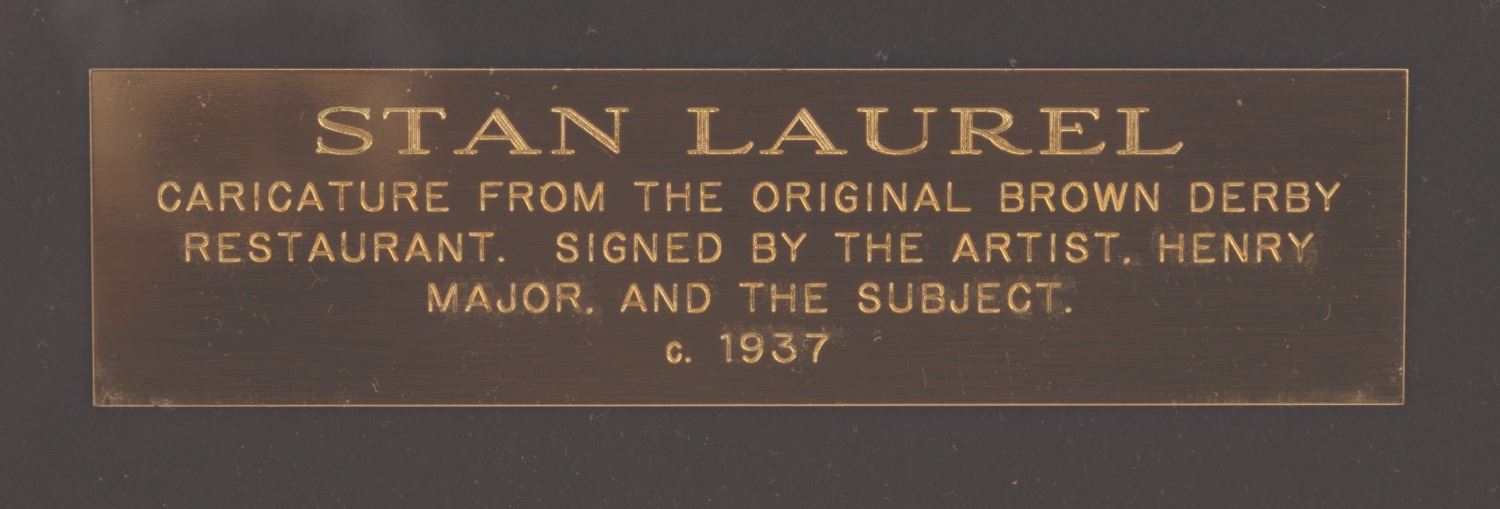 STAN LAUREL
CARICATURE FROM THE ORIGINAL BROWN DERBY
RESTAURANT. SIGNED BY THE ARTIST, HENRY
MAJOR, AND THE SUBJECT.
c. 1937